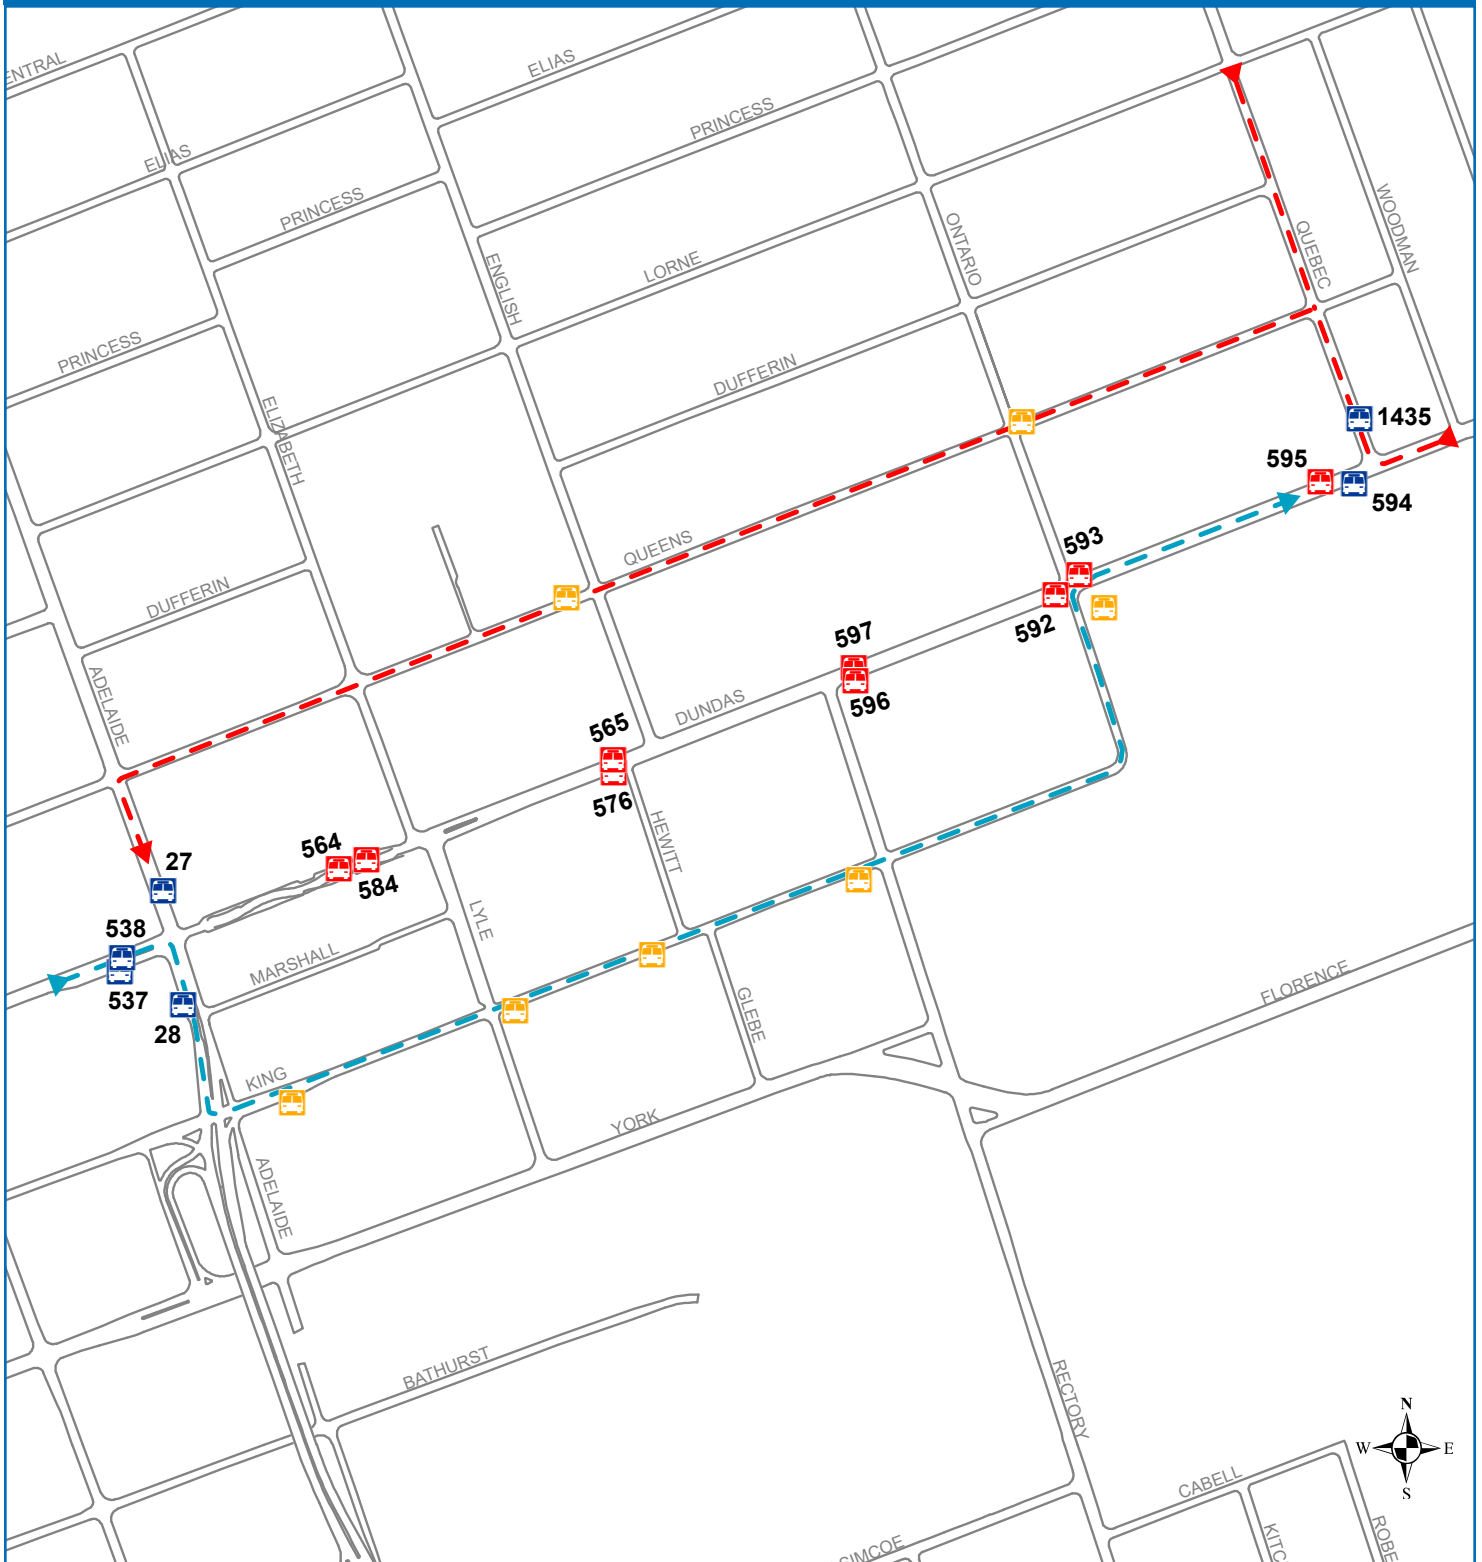 ENTRAL
ELIAS
ELIAS
PRINCESS
PRINCESS
PRINCESS
LORNE
ONTARIO
QUEBEC
WOODMAN
ENGLISH
DUFFERIN
ELIZABETH
1435
595
594
QUEENS
593
592
DUFFERIN
597
596
ADELAIDE
DUNDAS
565
576
HEWITT
564
584
27
538
537
28
LYLE
MARSHALL
GLEBE
FLORENCE
KING
YORK
ADELAIDE
BATHURST
RECTORY
N
W
E
S
CABELL
SIMCOE
KITC
ROBE